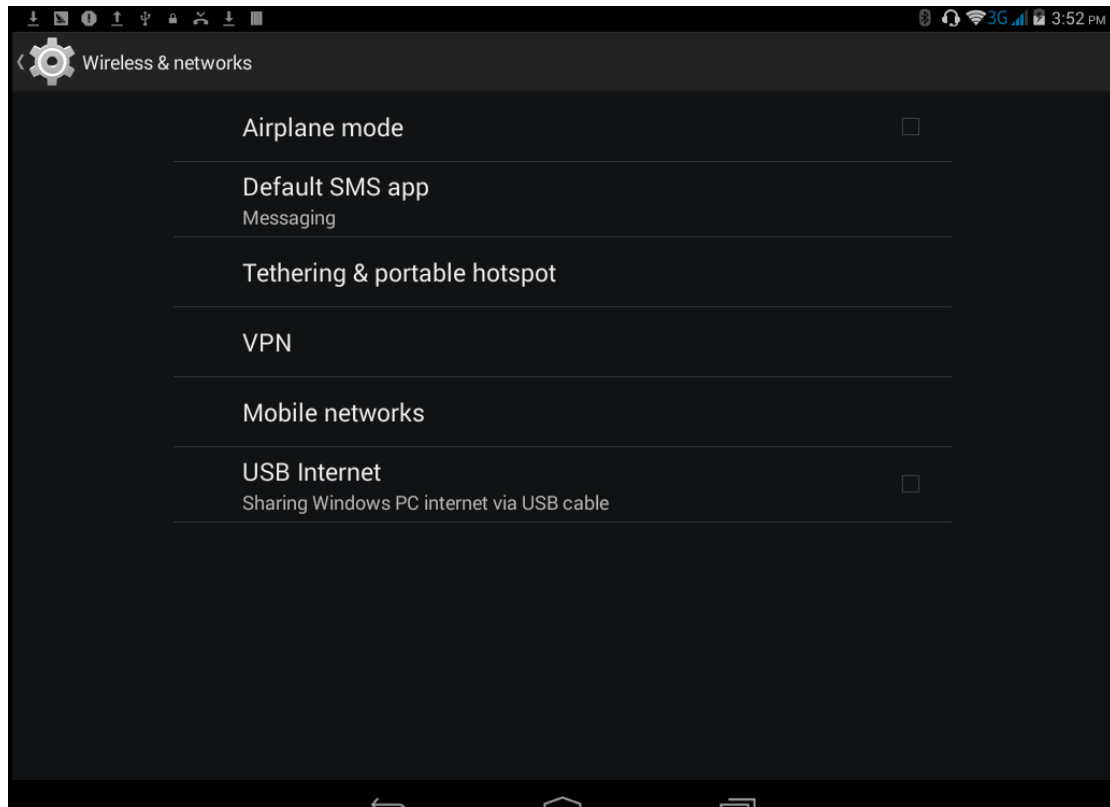 3G 3:52 PM
Wireless & networks
Airplane mode
Default SMS app
Messaging
Tethering & portable hotspot
VPN
Mobile networks
USB Internet
Sharing Windows PC internet via USB cable